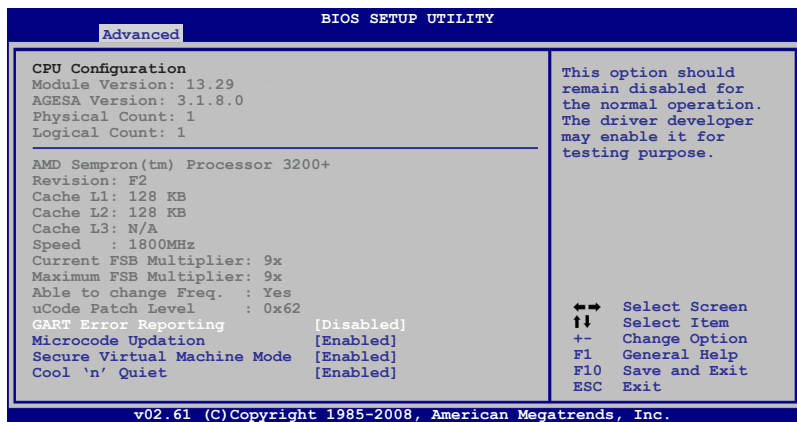 BIOS SETUP UTILITY
Advanced
CPU Configuration
Module Version: 13.29
AGESA Version: 3.1.8.0
Physical Count: 1
Logical Count: 1
AMD Sempron(tm) Processor 3200+
Revision: F2
Cache L1: 128 KB
Cache L2: 128 KB
Cache L3: N/A
Speed : 1800MHz
Current FSB Multiplier: 9x
Maximum FSB Multiplier: 9x
Able to change Freq. : Yes
uCode Patch Level : 0x62
GART Error Reporting [Disabled]
Microcode Updation [Enabled]
Secure Virtual Machine Mode [Enabled]
Cool ‘n’ Quiet [Enabled]
This option should
remain disabled for
the normal operation.
The driver developer
may enable it for
testing purpose.
←→ Select Screen
↑↓ Select Item
+- Change Option
F1 General Help
F10 Save and Exit
ESC Exit
v02.61 (C)Copyright 1985-2008, American Megatrends, Inc.